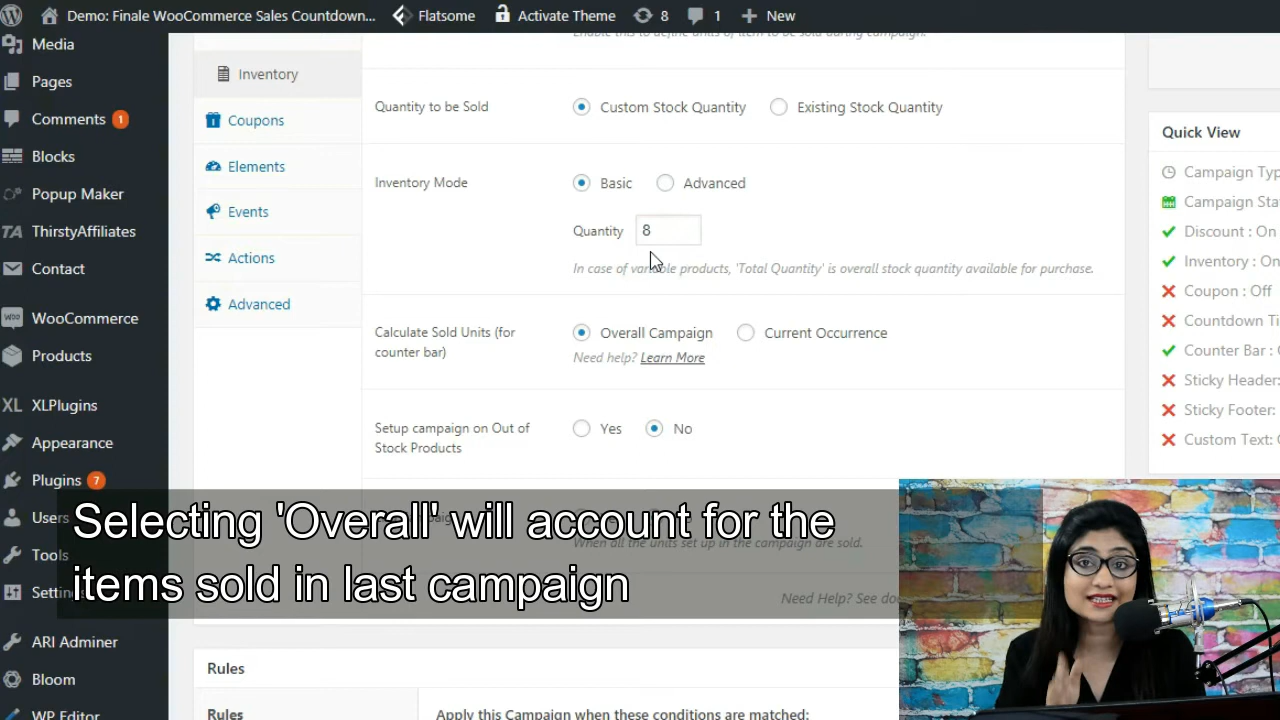 Demo: Finale WooCommerce Sales Countdown... Flatsome Activate Theme 8 1 New
Media
Pages
Comments 1
Blocks
Popup Maker
ThirstyAffiliates
Contact
WooCommerce
Products
XLPlugins
Appearance
Plugins 7
Users
Tools
ARI Adminer
Bloom
WP Editor
Inventory
Coupons
Elements
Events
Actions
Advanced
Enable this to define units of item to be sold during campaign.
Quantity to be Sold Custom Stock Quantity Existing Stock Quantity
Inventory Mode Basic Advanced
Quantity 8
In case of variable products, 'Total Quantity' is overall stock quantity available for purchase.
Calculate Sold Units (for
counter bar)
Overall Campaign Current Occurrence
Need help? Learn More
Setup campaign on Out of
Stock Products
Yes No
When all the units set up in the campaign are sold.
Need Help? See
Rules
Rules Apply this Campaign when these conditions are matched:
Quick View
Campaign Typ
Campaign Sta
Discount : On
Inventory : On
Coupon : Off
Countdown Ti
Counter Bar :
Sticky Header:
Sticky Footer:
Custom Text:
Selecting 'Overall' will account for the
items sold in last campaign